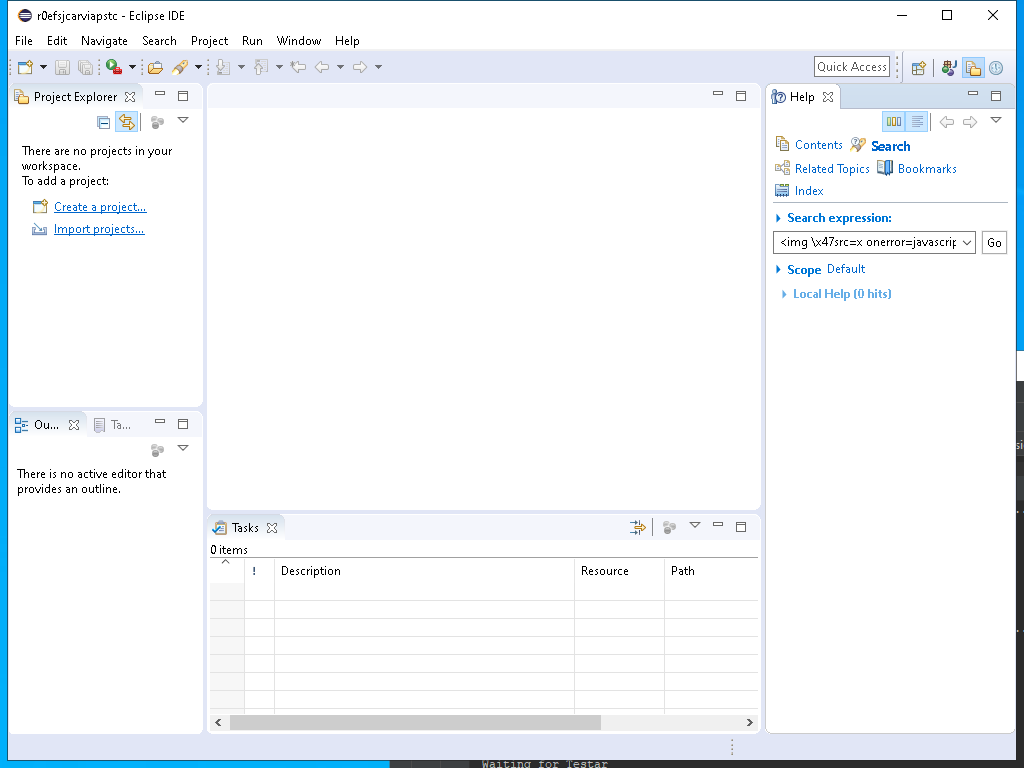 r0efsjcarviapstc - Eclipse IDE
File Edit Navigate Search Project Run Window Help
Quick Access
Project Explorer
There are no projects in your
workspace.
To add a project:
Create a project...
Import projects...
Ou...
Ta...
There is no active editor that
provides an outline.
Tasks
0 items
! Description Resource Path
Help
Contents Search
Related Topics Bookmarks
Index
Search expression:
<img \x47src=x onerror=javascrip
Go
Scope Default
Local Help (0 hits)
si
Waiting for Testar